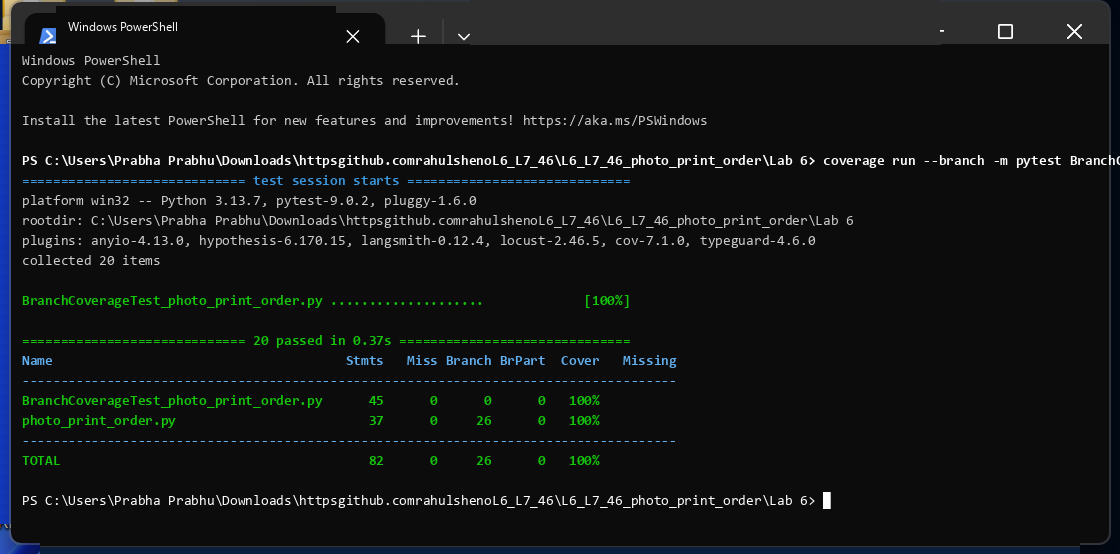 Windows PowerShell
Windows PowerShell
Copyright (C) Microsoft Corporation. All rights reserved.
Install the latest PowerShell for new features and improvements! https://aka.ms/PSWindows
PS C:\Users\Prabha Prabhu\Downloads\httpsgithub.comrahulshenoL6_L7_46\L6_L7_46_photo_print_order\Lab 6> coverage run --branch -m pytest BranchC
============================= test session starts =============================
platform win32 -- Python 3.13.7, pytest-9.0.2, pluggy-1.6.0
rootdir: C:\Users\Prabha Prabhu\Downloads\httpsgithub.comrahulshenoL6_L7_46\L6_L7_46_photo_print_order\Lab 6
plugins: anyio-4.13.0, hypothesis-6.170.15, langsmith-0.12.4, locust-2.46.5, cov-7.1.0, typeguard-4.6.0
collected 20 items
BranchCoverageTest_photo_print_order.py .................... [100%]
============================= 20 passed in 0.37s ==============================
Name Stmts Miss Branch BrPart Cover Missing
-------------------------------------------------------------------------------------
BranchCoverageTest_photo_print_order.py 45 0 0 0 100%
photo_print_order.py 37 0 26 0 100%
-------------------------------------------------------------------------------------
TOTAL 82 0 26 0 100%
PS C:\Users\Prabha Prabhu\Downloads\httpsgithub.comrahulshenoL6_L7_46\L6_L7_46_photo_print_order\Lab 6>